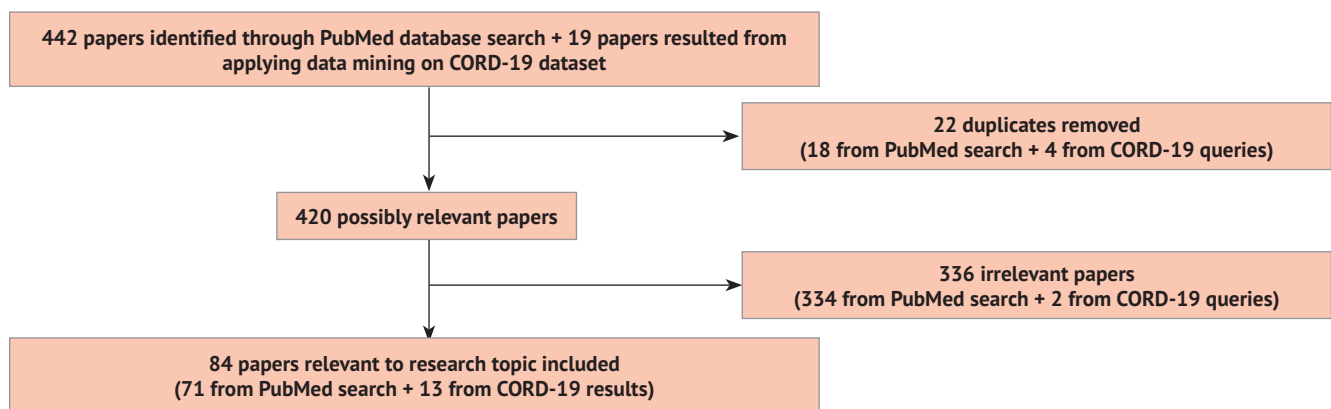 442 papers identified through PubMed database search + 19 papers resulted from
applying data mining on CORD-19 dataset
22 duplicates removed
(18 from PubMed search + 4 from CORD-19 queries)
420 possibly relevant papers
336 irrelevant papers
(334 from PubMed search + 2 from CORD-19 queries)
84 papers relevant to research topic included
(71 from PubMed search + 13 from CORD-19 results)